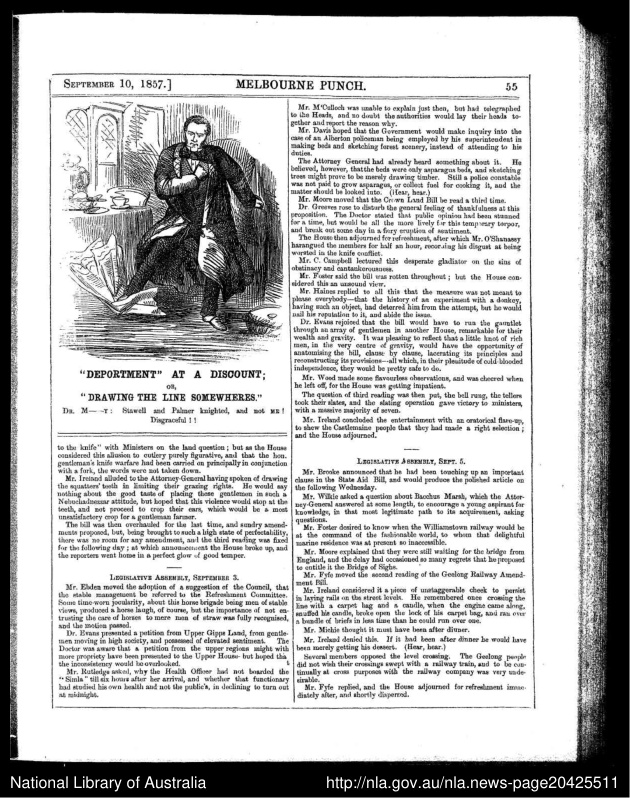 SEPTEMBER 10, 1857.]
MELBOURNE PUNCH.
55
"DEPORTMENT" AT A DISCOUNT;
OR,
"DRAWING THE LINE SOMEWHERES."
DR. M——Y: Stawell and Palmer knighted, and not ME!
Disgraceful!!
to the knife" with Ministers on the land question; but as the House
considered this allusion to cutlery purely figurative, and that the hon.
gentleman's knife warfare had been carried on principally in conjunction
with a fork, the words were not taken down.
Mr. Ireland alluded to the Attorney-General having spoken of drawing
the squatters' teeth in limiting their grazing rights. He would say
nothing about the good taste of placing these gentlemen in such a
Nebuchadnezzar attitude, but hoped that this violence would stop at the
teeth, and not proceed to crop their ears, which would be a most
unsatisfactory crop for a gentleman farmer.
The bill was then overhauled for the last time, and sundry amend-
ments proposed, but, being brought to such a high state of perfectability,
there was no room for any amendment, and the third reading was fixed
for the following day; at which announcement the House broke up, and
the reporters went home in a perfect glow of good temper.
LEGISLATIVE ASSEMBLY, SEPTEMBER 3.
Mr. Ebden moved the adoption of a suggestion of the Council, that
the stable management be referred to the Refreshment Committee.
Some time-worn jocularity, about this horse brigade being men of stable
views, produced a horse laugh, of course, but the importance of not en-
trusting the care of horses to mere men of straw was fully recognised,
and the motion passed.
Dr. Evans presented a petition from Upper Gipps Land, from gentle-
men moving in high society, and possessed of elevated sentiment. The
Doctor was aware that a petition from the upper regions might with
more propriety have been presented to the Upper House but hoped tha
the inconsistency would be overlooked.
Mr. Rutledge asked, why the Health Officer had not boarded the
"Simla" till six hours after her arrival, and whether that functionary
had studied his own health and not the public's, in declining to turn out
at midnight.
Mr. M'Culloch was unable to explain just then, but had telegraphed
to the Heads, and no doubt the authorities would lay their heads to-
gether and report the reason why.
Mr. Davis hoped that the Government would make inquiry into the
case of an Alberton policeman being employed by his superintendent in
making beds and sketching forest scenery, instead of attending to his
duties.
The Attorney General had already heard something about it. He
believed, however, that the beds were only asparagus beds, and sketching
trees might prove to be merely drawing timber. Still a police constable
was not paid to grow asparagus, or collect fuel for cooking it, and the
matter should be looked into. (Hear, hear.)
Mr. Moore moved that the Crown Land Bill be read a third time.
Dr. Greeves rose to disturb the general feeling of thankfulness at this
proposition. The Doctor stated that public opinion had been stunned
for a time, but would be all the more lively for this temporary torpor,
and break out some day in a fiery eruption of sentiment.
The House then adjourned for refreshment, after which Mr. O'Shanassy
harangued the members for half an hour, recording his disgust at being
worsted in the knife conflict.
Mr. C. Campbell lectured this desperate gladiator on the sins of
obstinacy and cantankerousness.
Mr. Foster said the bill was rotten throughout; but the House con-
sidered this an unsound view.
Mr. Haines replied to all this that the measure was not meant to
please everybody—that the history of an experiment with a donkey,
having such an object, had deterred him from the attempt, but he would
nail his reputation to it, and abide the issue.
Dr. Evans rejoiced that the bill would have to run the gauntlet
through an array of gentlemen in another House, remarkable for their
wealth and gravity. It was pleasing to reflect that a little knot of rich
men, in the very centre of gravity, would have the opportunity of
anatomising the bill, clause by clause, lacerating its principles and
reconstructing its provisions—all which, in their plenitude of cold-blooded
independence, they would be pretty safe to do.
Mr. Wood made some flavourless observations, and was cheered when
he left off, for the House was getting impatient.
The question of third reading was then put, the bell rung, the tellers
took their slates, and the slating operation gave victory to ministers,
with a massive majority of seven.
Mr. Ireland concluded the entertainment with an oratorical flare-up,
to shew the Castlemaine people that they had made a right selection;
and the House adjourned.
LEGISLATIVE ASSEMBLY, SEPT. 5.
Mr. Brooke announced that he had been touching up an important
clause in the State Aid Bill, and would produce the polished article on
the following Wednesday.
Mr. Wilkie asked a question about Bacchus Marsh, which the Attor-
ney-General answered at some length, to encourage a young aspirant for
knowledge, in that most legitimate path to its acquirement, asking
questions.
Mr. Foster desired to know when the Williamstown railway would be
at the command of the fashionable world, to whom that delightful
marine residence was at present so inaccessible.
Mr. Moore explained that they were still waiting for the bridge from
England, and the delay had occasioned so many regrets that he proposed
to entitle it the Bridge of Sighs.
Mr. Fyfe moved the second reading of the Geelong Railway Amend-
ment Bill.
Mr. Ireland considered it a piece of unstaggerable cheek to persist
in laying rails on the street levels. He remembered once crossing the
line with a carpet bag and a candle, when the engine came along,
snuffed his candle, broke open the lock of his carpet bag, and ran over
a bundle of briefs in less time than he could run over one.
Mr. Michie thought it must have been after dinner.
Mr. Ireland denied this. If it had been after dinner he would have
been merely getting his dessert. (Hear, hear.)
Several members opposed the level crossing. The Geelong people
did not wish their crossings swept with a railway train, and to be con-
tinually at cross purposes with the railway company was very unde-
sirable.
Mr. Fyfe replied, and the House adjourned for refreshment imme-
diately after, and shortly dispersed.
National Library of Australia
http://nla.gov.au/nla.news-page20425511